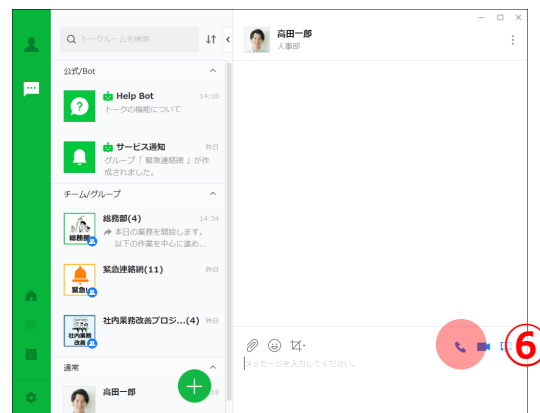 トークルームを検索
公式/Bot
Help Bot
14:10
トークの機能について
サービス通知
昨日
グループ「 緊急連絡網 」が作
成されました。
チーム/グループ
総務部(4)
14:34
本日の業務を開始します。
以下の作業を中心に進め...
総務部
緊急連絡網(11)
昨日
緊急
社内業務改善プロジ...(4)
昨日
社内業務
改善
通常
高田一郎
18
高田一郎
人事部
メッセージを入力してください。
⑥